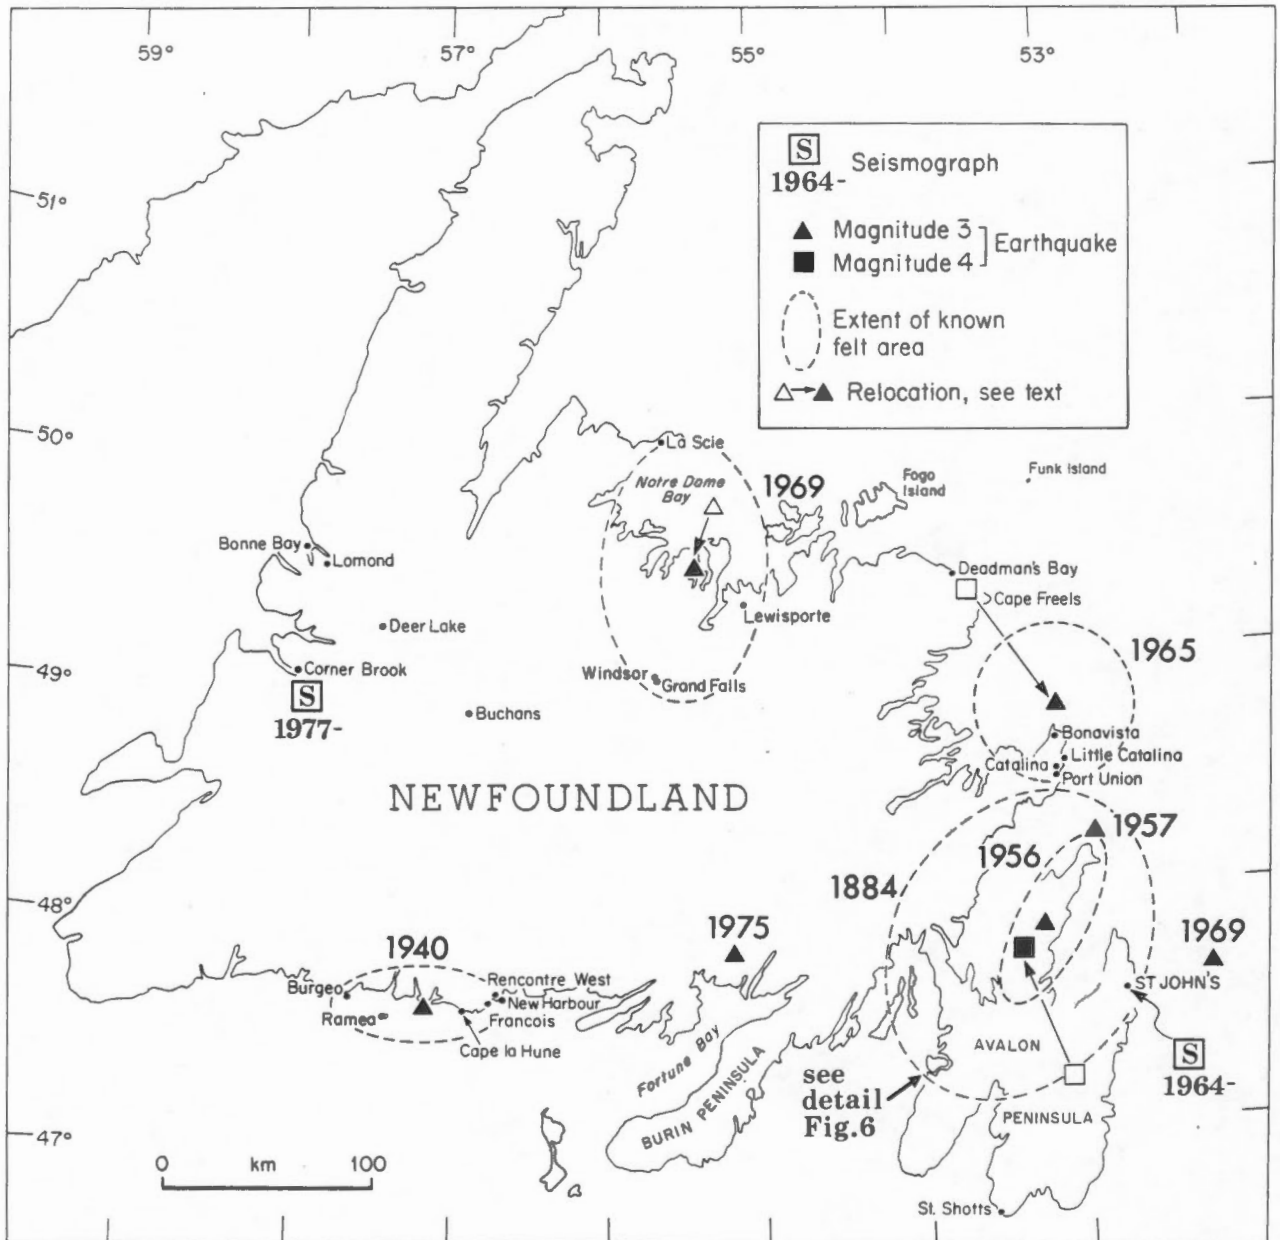 59°
57°
55°
53°
S
1964-
Seismograph
Magnitude 3
Magnitude 4
Earthquake
Extent of known
felt area
Relocation, see text
51°
50°
La Scie
Notre Dame
Bay
1969
Fogo
Island
Funk Island
Bonne Bay
Lomond
Deadman's Bay
Cape Freels
Lewisporte
Deer Lake
1965
49°
Corner Brook
S
1977-
Windsor
Grand Falls
Buchans
Bonavista
Little Catalina
Catalina
Port Union
NEWFOUNDLAND
1957
1956
1884
48°
1940
1975
1969
Burgeo
Rencontre West
New Harbour
Ramea
Francois
Cape la Hune
ST JOHN'S
Fortune Bay
BURIN PENINSULA
AVALON
PENINSULA
see
detail
Fig.6
S
1964-
47°
0 km 100
St. Shotts